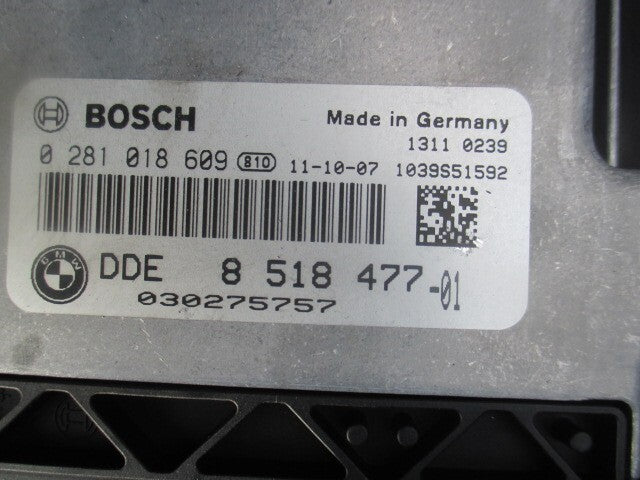 BOSCH Made in Germany
1311 0239
0 281 018 609 810 11-10-07 1039S51592
BMW DDE 8 518 477-01
030275757